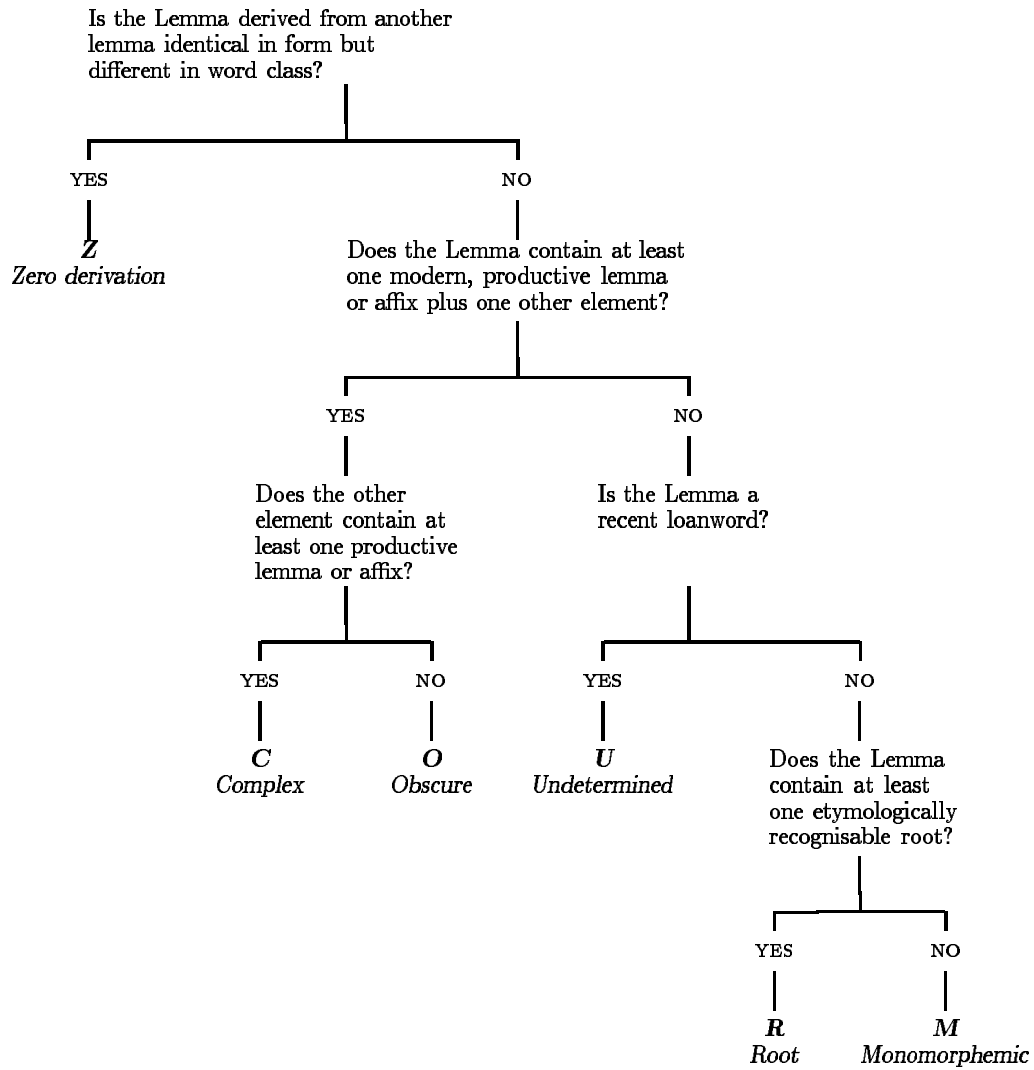 Is the Lemma derived from another
lemma identical in form but
different in word class?
YES
NO
Z
Zero derivation
Does the Lemma contain at least
one modern, productive lemma
or affix plus one other element?
YES
NO
Does the other
element contain at
least one productive
lemma or affix?
Is the Lemma a
recent loanword?
YES
NO
YES
NO
C
Complex
O
Obscure
U
Undetermined
Does the Lemma
contain at least
one etymologically
recognisable root?
YES
NO
R
Root
M
Monomorphemic